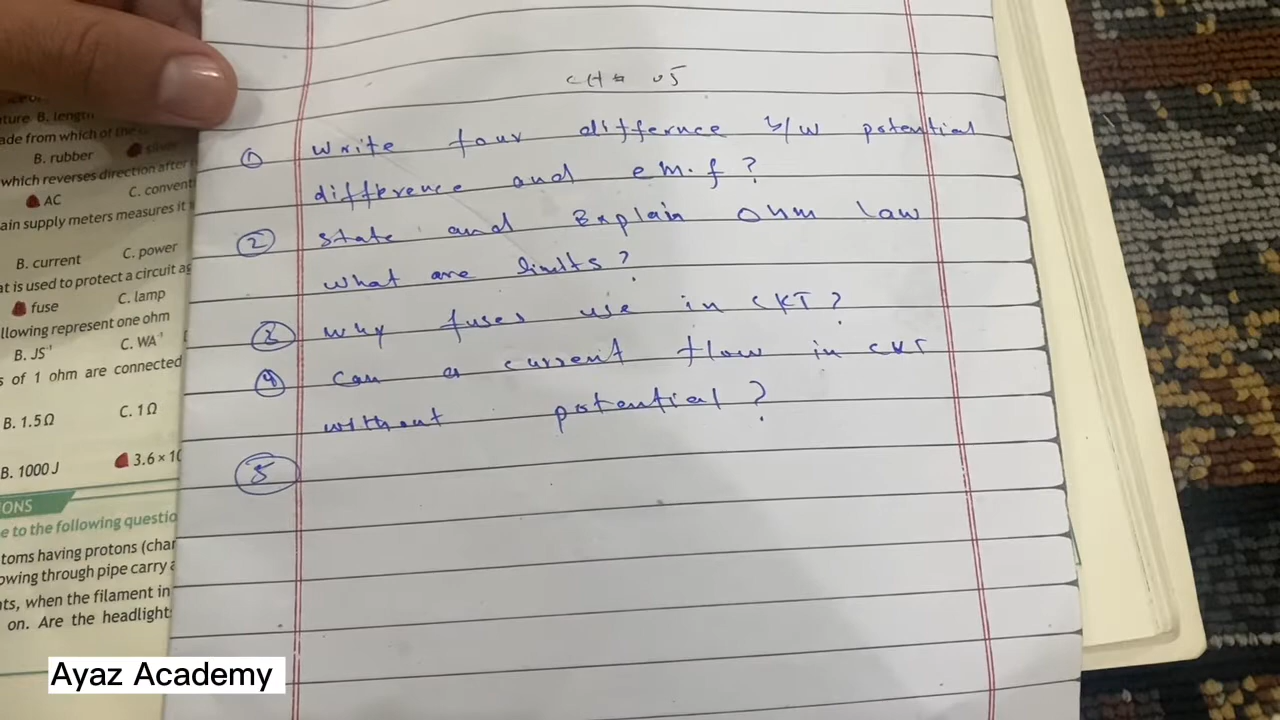 CH # 05
① Write four differnce b/w potential
difference and e.m.f ?
② State and Explain Ohm law
What are limits ?
③ Why fuses use in CKT ?
④ Can a current flow in CKT
without potential ?
⑤
ture B. length
ade from which of the
B. rubber silver
which reverses direction after
AC C. convent
ain supply meters measures it
B. current C. power
at is used to protect a circuit ag
fuse C. lamp
llowing represent one ohm
B. JS⁻¹ C. WA⁻¹
s of 1 ohm are connected
B. 1.5Ω C. 1Ω
B. 1000 J 3.6 × 10
IONS
e to the following questio
toms having protons (char
owing through pipe carry a
ts, when the filament in
on. Are the headlight
Ayaz Academy